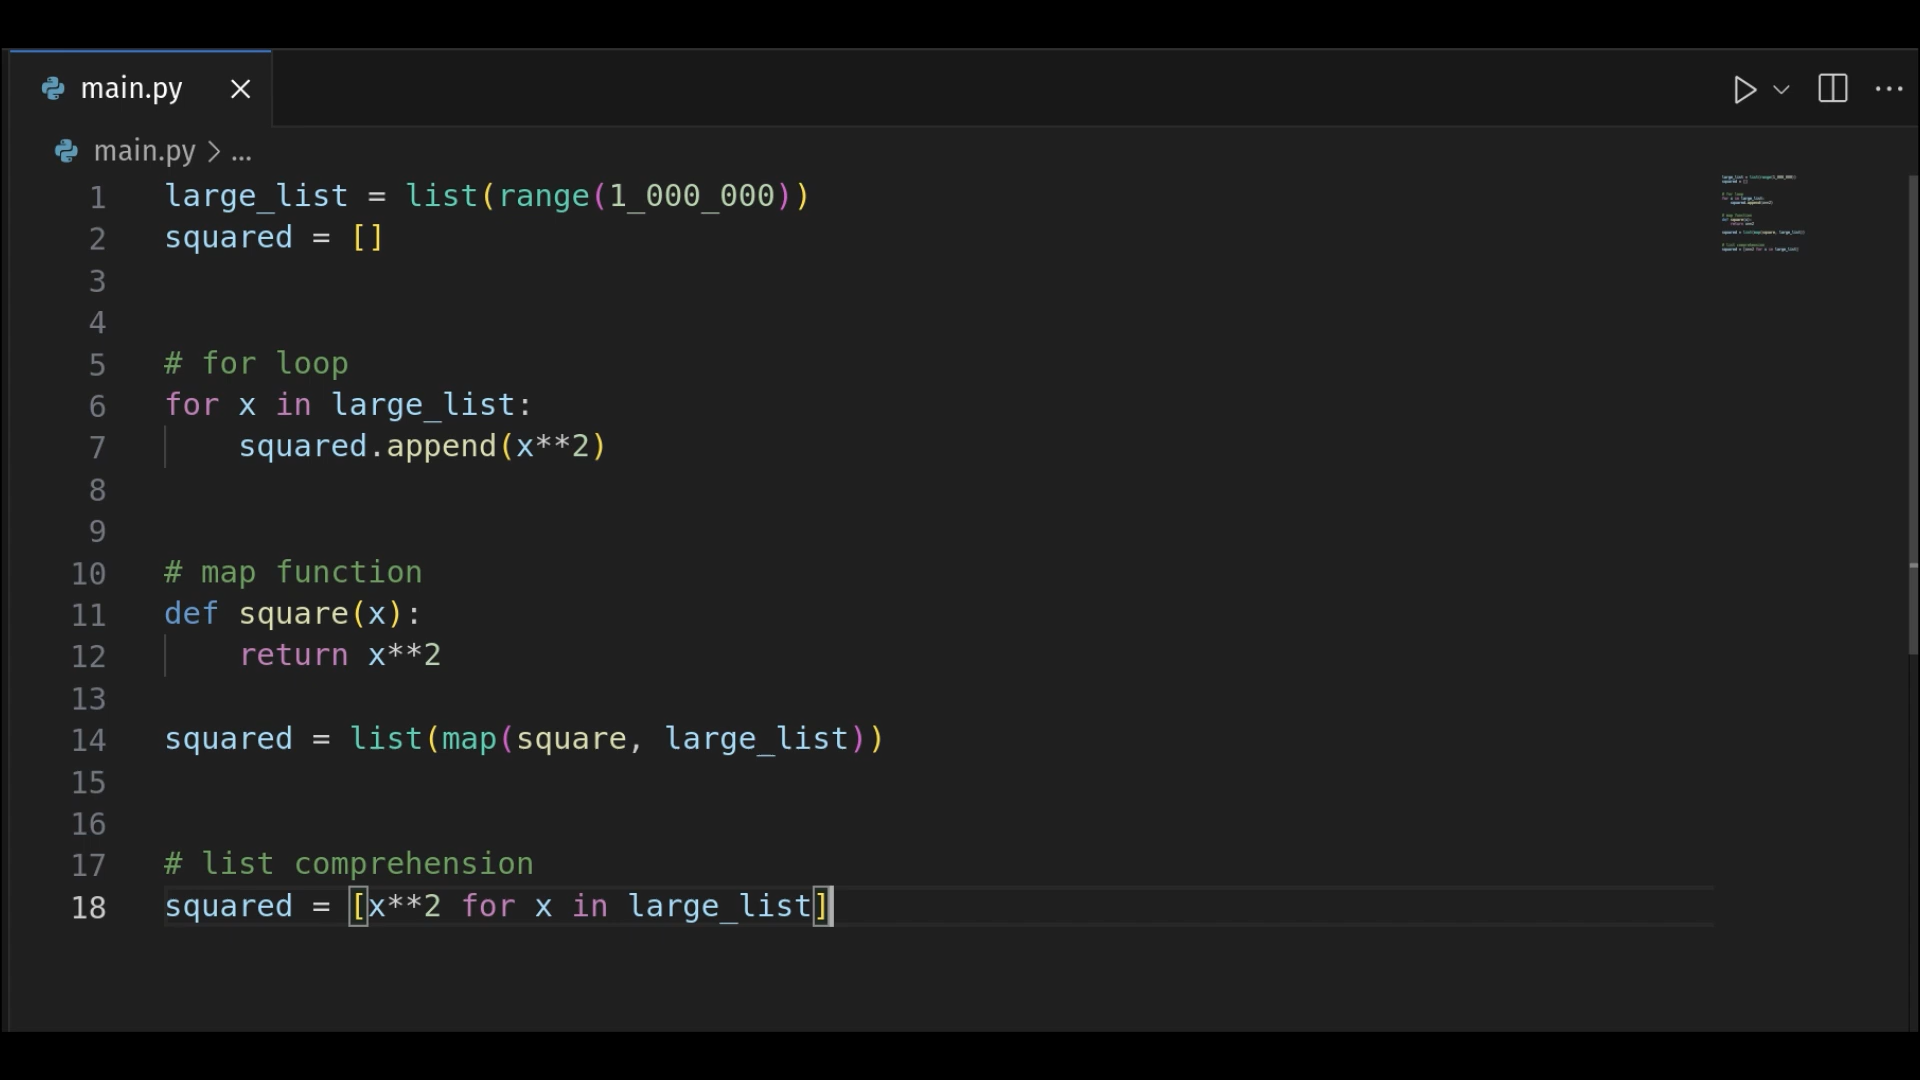 main.py
main.py > ...
1 large_list = list(range(1_000_000))
2 squared = []
3
4
5 # for loop
6 for x in large_list:
7     squared.append(x**2)
8
9
10 # map function
11 def square(x):
12     return x**2
13
14 squared = list(map(square, large_list))
15
16
17 # list comprehension
18 squared = [x**2 for x in large_list]